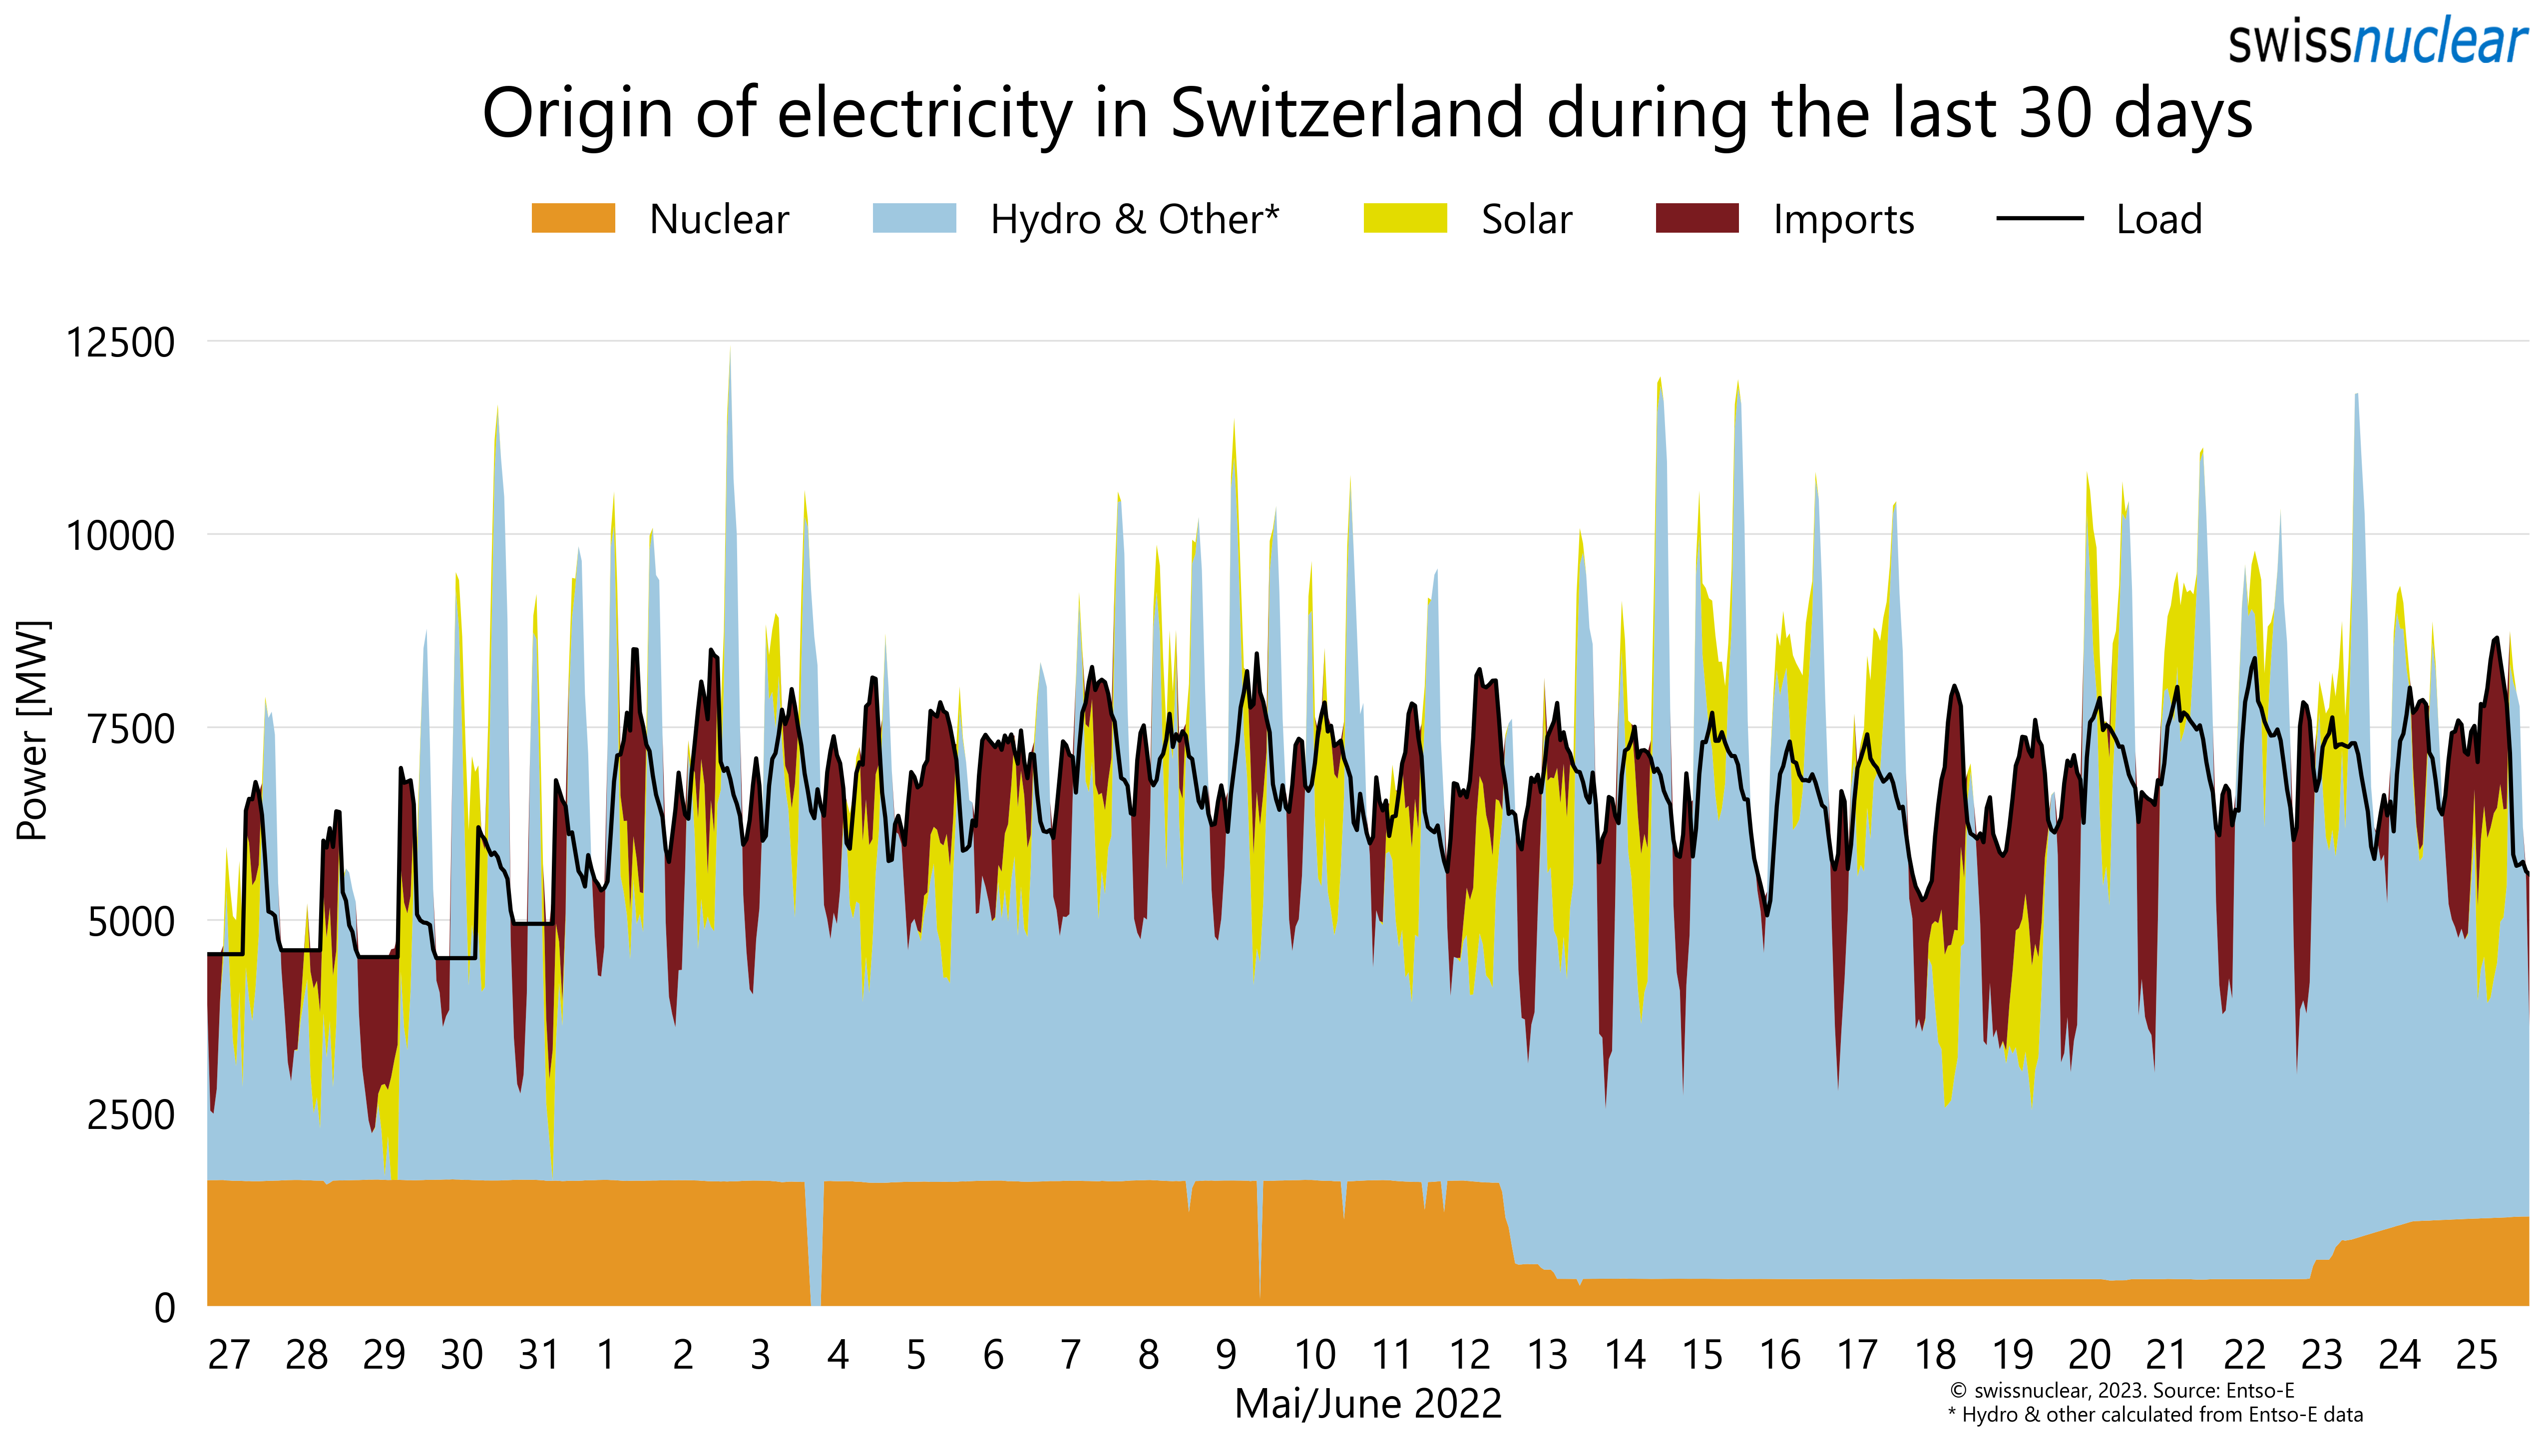 swissnuclear
Origin of electricity in Switzerland during the last 30 days
Nuclear Hydro & Other* Solar Imports Load
12500
10000
7500
5000
2500
0
Power [MW]
27 28 29 30 31 1 2 3 4 5 6 7 8 9 10 11 12 13 14 15 16 17 18 19 20 21 22 23 24 25
Mai/June 2022
© swissnuclear, 2023. Source: Entso-E
* Hydro & other calculated from Entso-E data